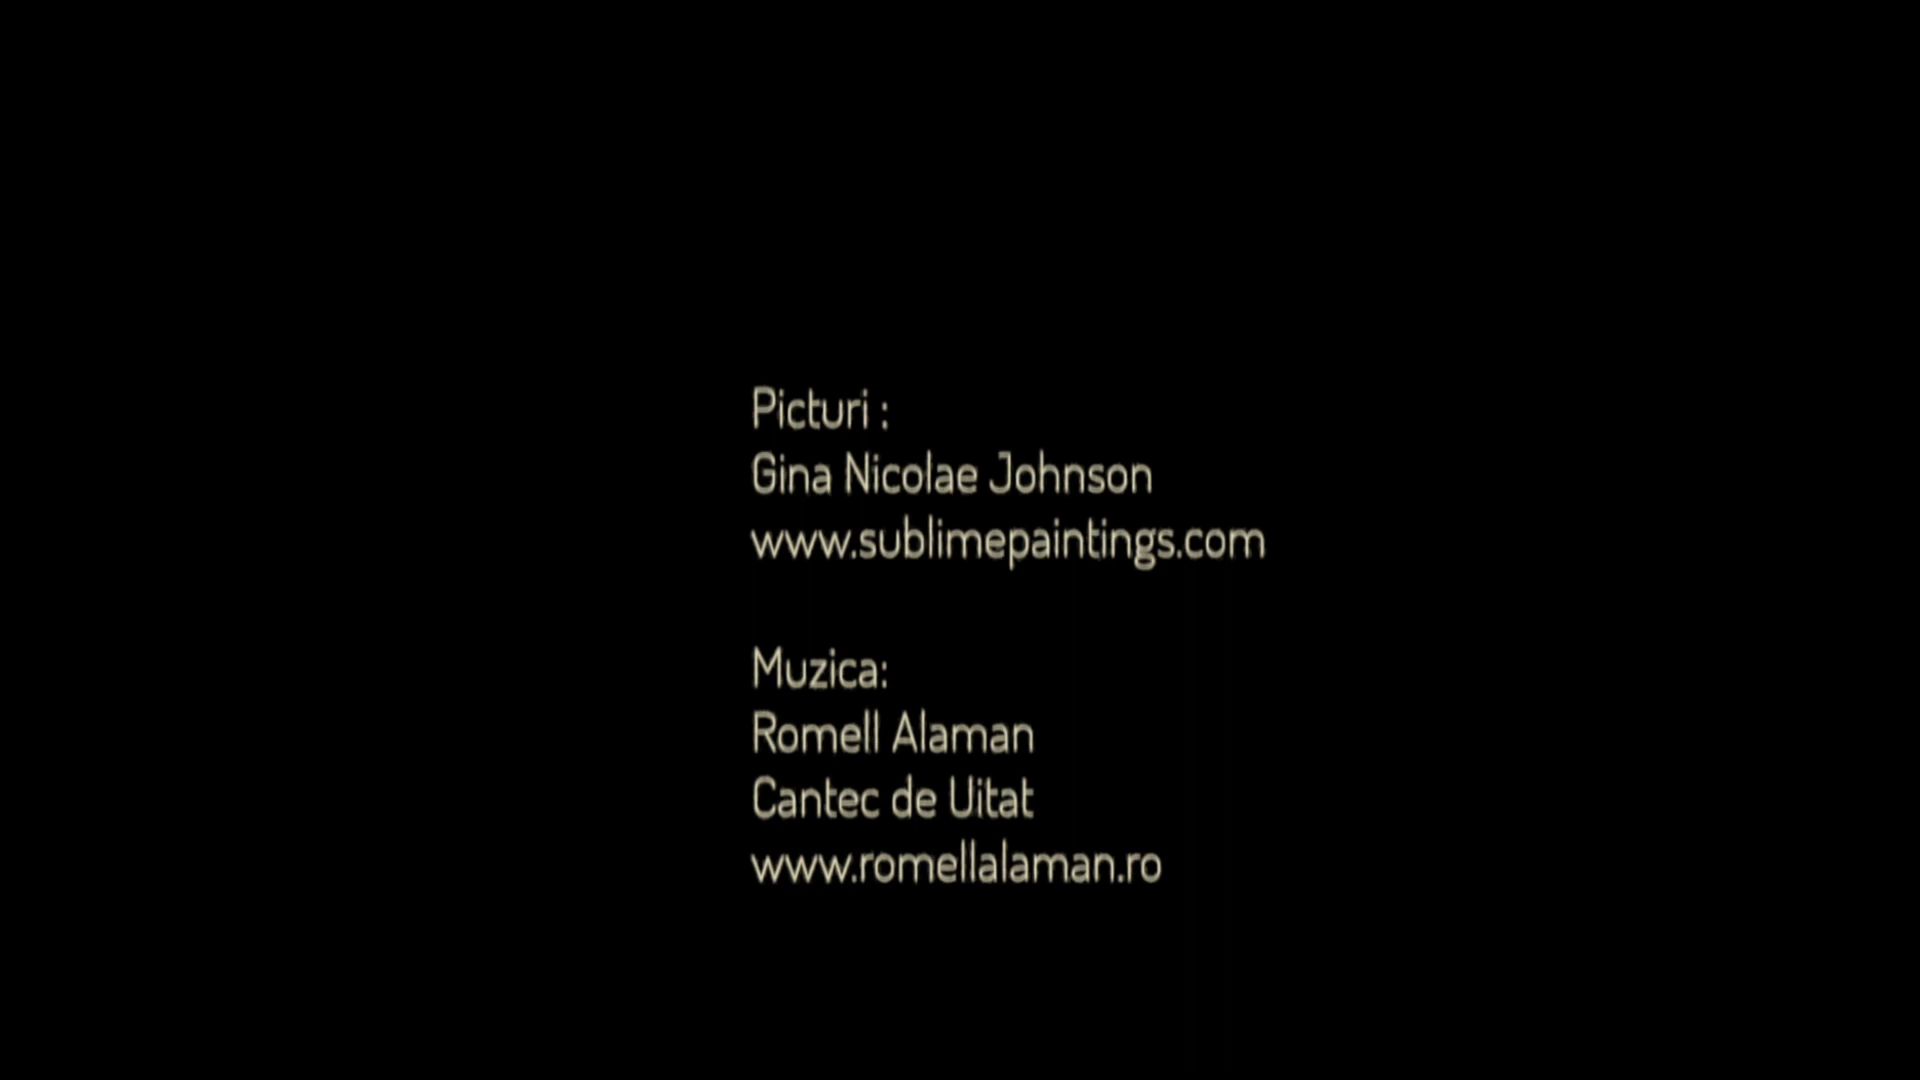 Picturi :
Gina Nicolae Johnson
www.sublimepaintings.com
Muzica:
Romell Alaman
Cantec de Uitat
www.romellalaman.ro